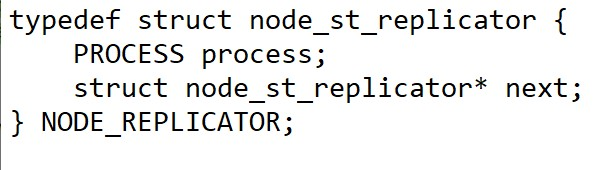 typedef struct node_st_replicator {
    PROCESS process;
    struct node_st_replicator* next;
} NODE_REPLICATOR;